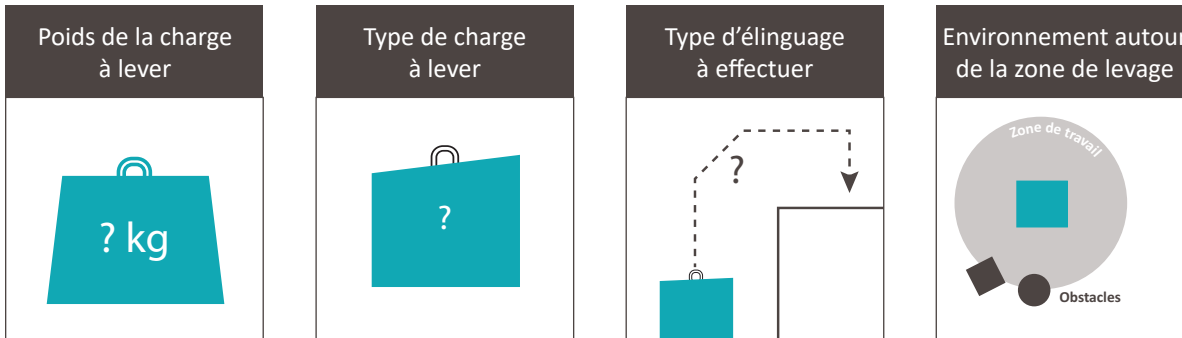 Poids de la charge
à lever
? kg
Type de charge
à lever
?
Type d'élinguage
à effectuer
?
Environnement autour
de la zone de levage
Zone de travail
Obstacles